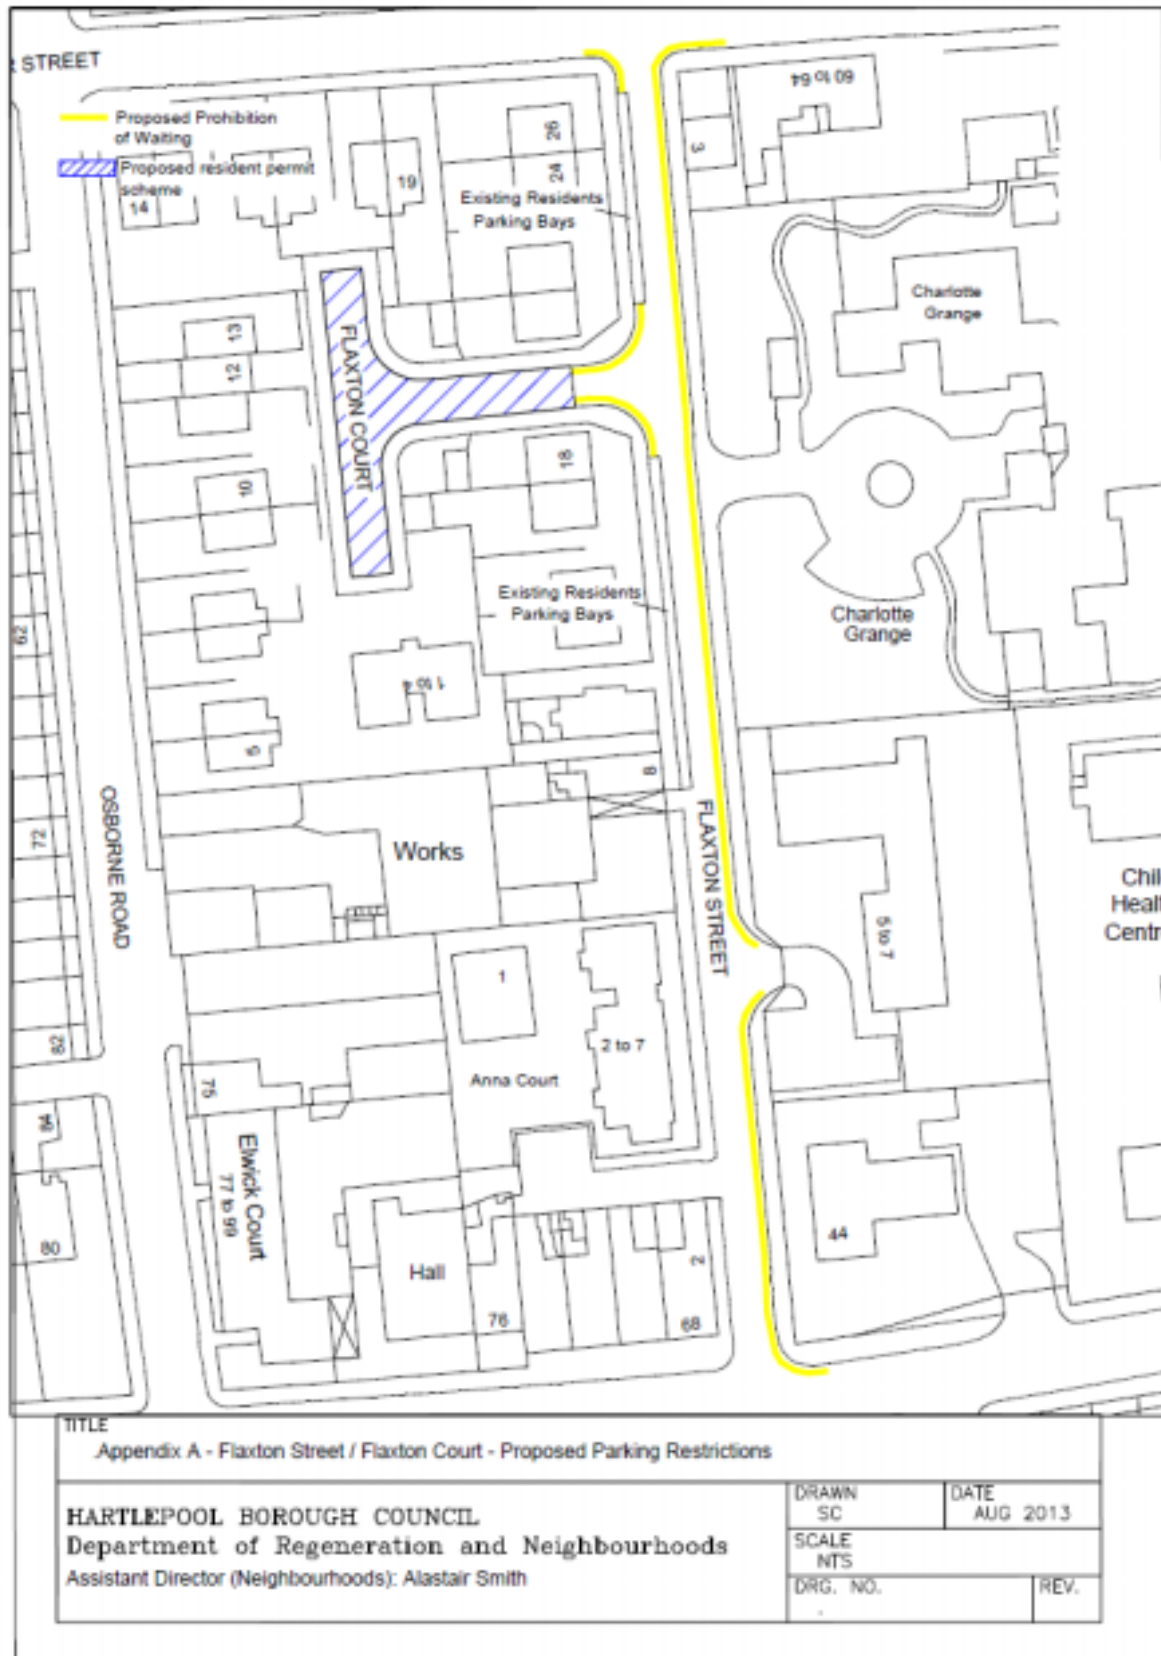 STREET
Proposed Prohibition
of Waiting
Proposed resident permit
scheme
14
19
26
24
Existing Residents
Parking Bays
60 to 64
3
Charlotte
Grange
13
12
FLAXTON COURT
18
10
Charlotte
Grange
Existing Residents
Parking Bays
62
1 to 4
8
OSBORNE ROAD
72
Works
FLAXTON STREET
5 to 7
1
2 to 7
Anna Court
82
75
Elwick Court
77 to 99
80
Hall
76
2
68
44
TITLE
.Appendix A - Flaxton Street / Flaxton Court - Proposed Parking Restrictions
HARTLEPOOL BOROUGH COUNCIL
Department of Regeneration and Neighbourhoods
Assistant Director (Neighbourhoods): Alastair Smith
DRAWN
SC
DATE
AUG 2013
SCALE
NTS
DRG. NO.
.
REV.